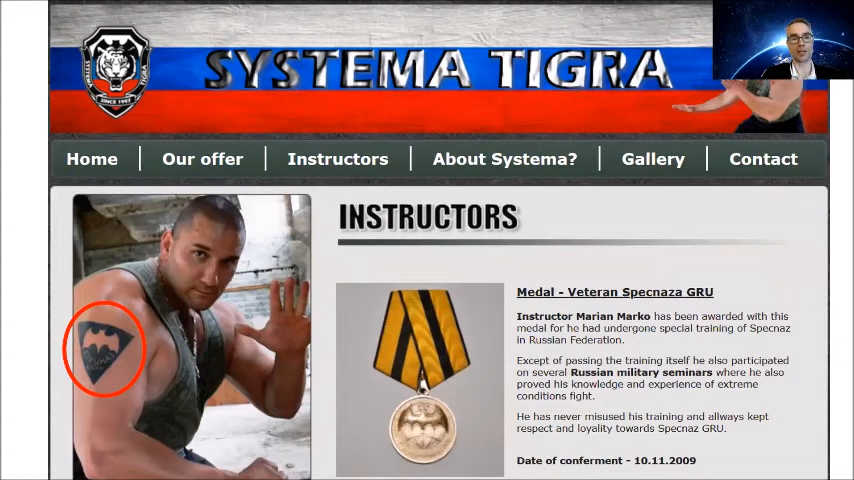 SYSTEMA TIGRA
SYSTEMA TIGRA
SINCE 1997
Home
Our offer
Instructors
About Systema?
Gallery
Contact
INSTRUCTORS
Medal - Veteran Specnaza GRU
Instructor Marian Marko has been awarded with this
medal for he had undergone special training of Specnaz
in Russian Federation.
Except of passing the training itself he also participated
on several Russian military seminars where he also
proved his knowledge and experience of extreme
conditions fight.
He has never misused his training and allways kept
respect and loyality towards Specnaz GRU.
Date of conferment - 10.11.2009